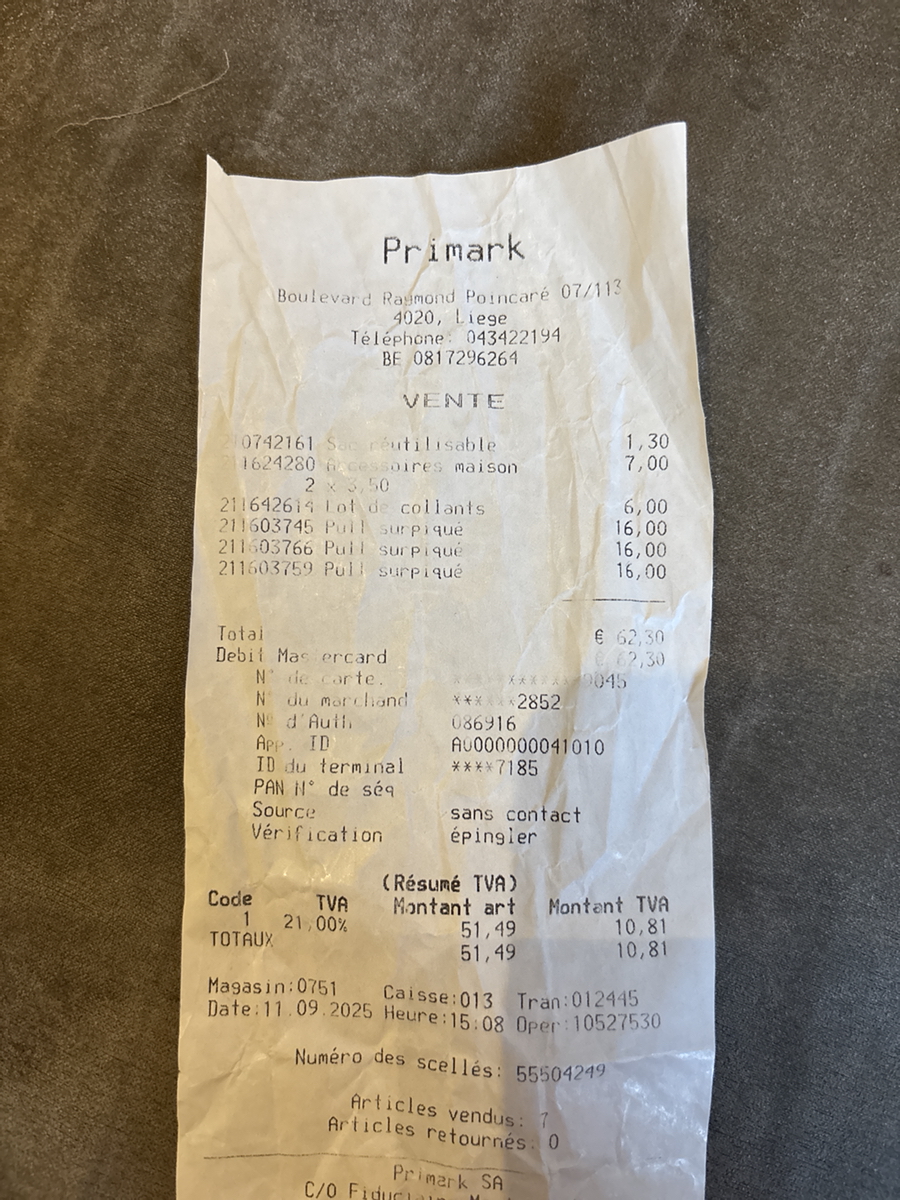 Primark
Boulevard Raymond Poincaré 07/113
4020, Liege
Téléphone: 043422194
BE 0817296264
VENTE
210742161 Sac réutilisable 1,30
211624280 Accessoires maison 7,00
2 x 3,50
211642614 Lot de collants 6,00
211603745 Pull surpiqué 16,00
211603766 Pull surpiqué 16,00
211603759 Pull surpiqué 16,00
Total € 62,30
Debit Mastercard € 62,30
N° de carte. ************9045
N° du marchand ******2852
N° d'Auth 086916
App. ID A0000000041010
ID du terminal ****7185
PAN N° de séq
Source sans contact
Vérification épingler
(Résumé TVA)
Code TVA Montant art Montant TVA
1 21,00% 51,49 10,81
TOTAUX 51,49 10,81
Magasin:0751 Caisse:013 Tran:012445
Date:11.09.2025 Heure:15:08 Oper:10527530
Numéro des scellés: 55504249
Articles vendus: 7
Articles retournés: 0
Primark SA
C/O